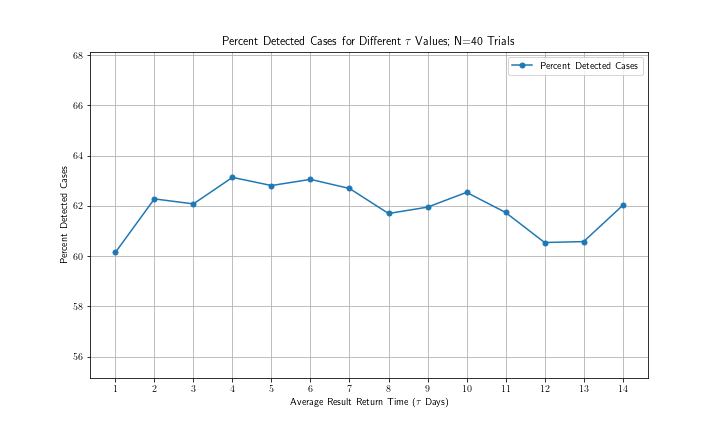 Percent Detected Cases for Different τ Values; N=40 Trials
Percent Detected Cases
68
66
64
62
60
58
56
Percent Detected Cases
1 2 3 4 5 6 7 8 9 10 11 12 13 14
Average Result Return Time (τ Days)